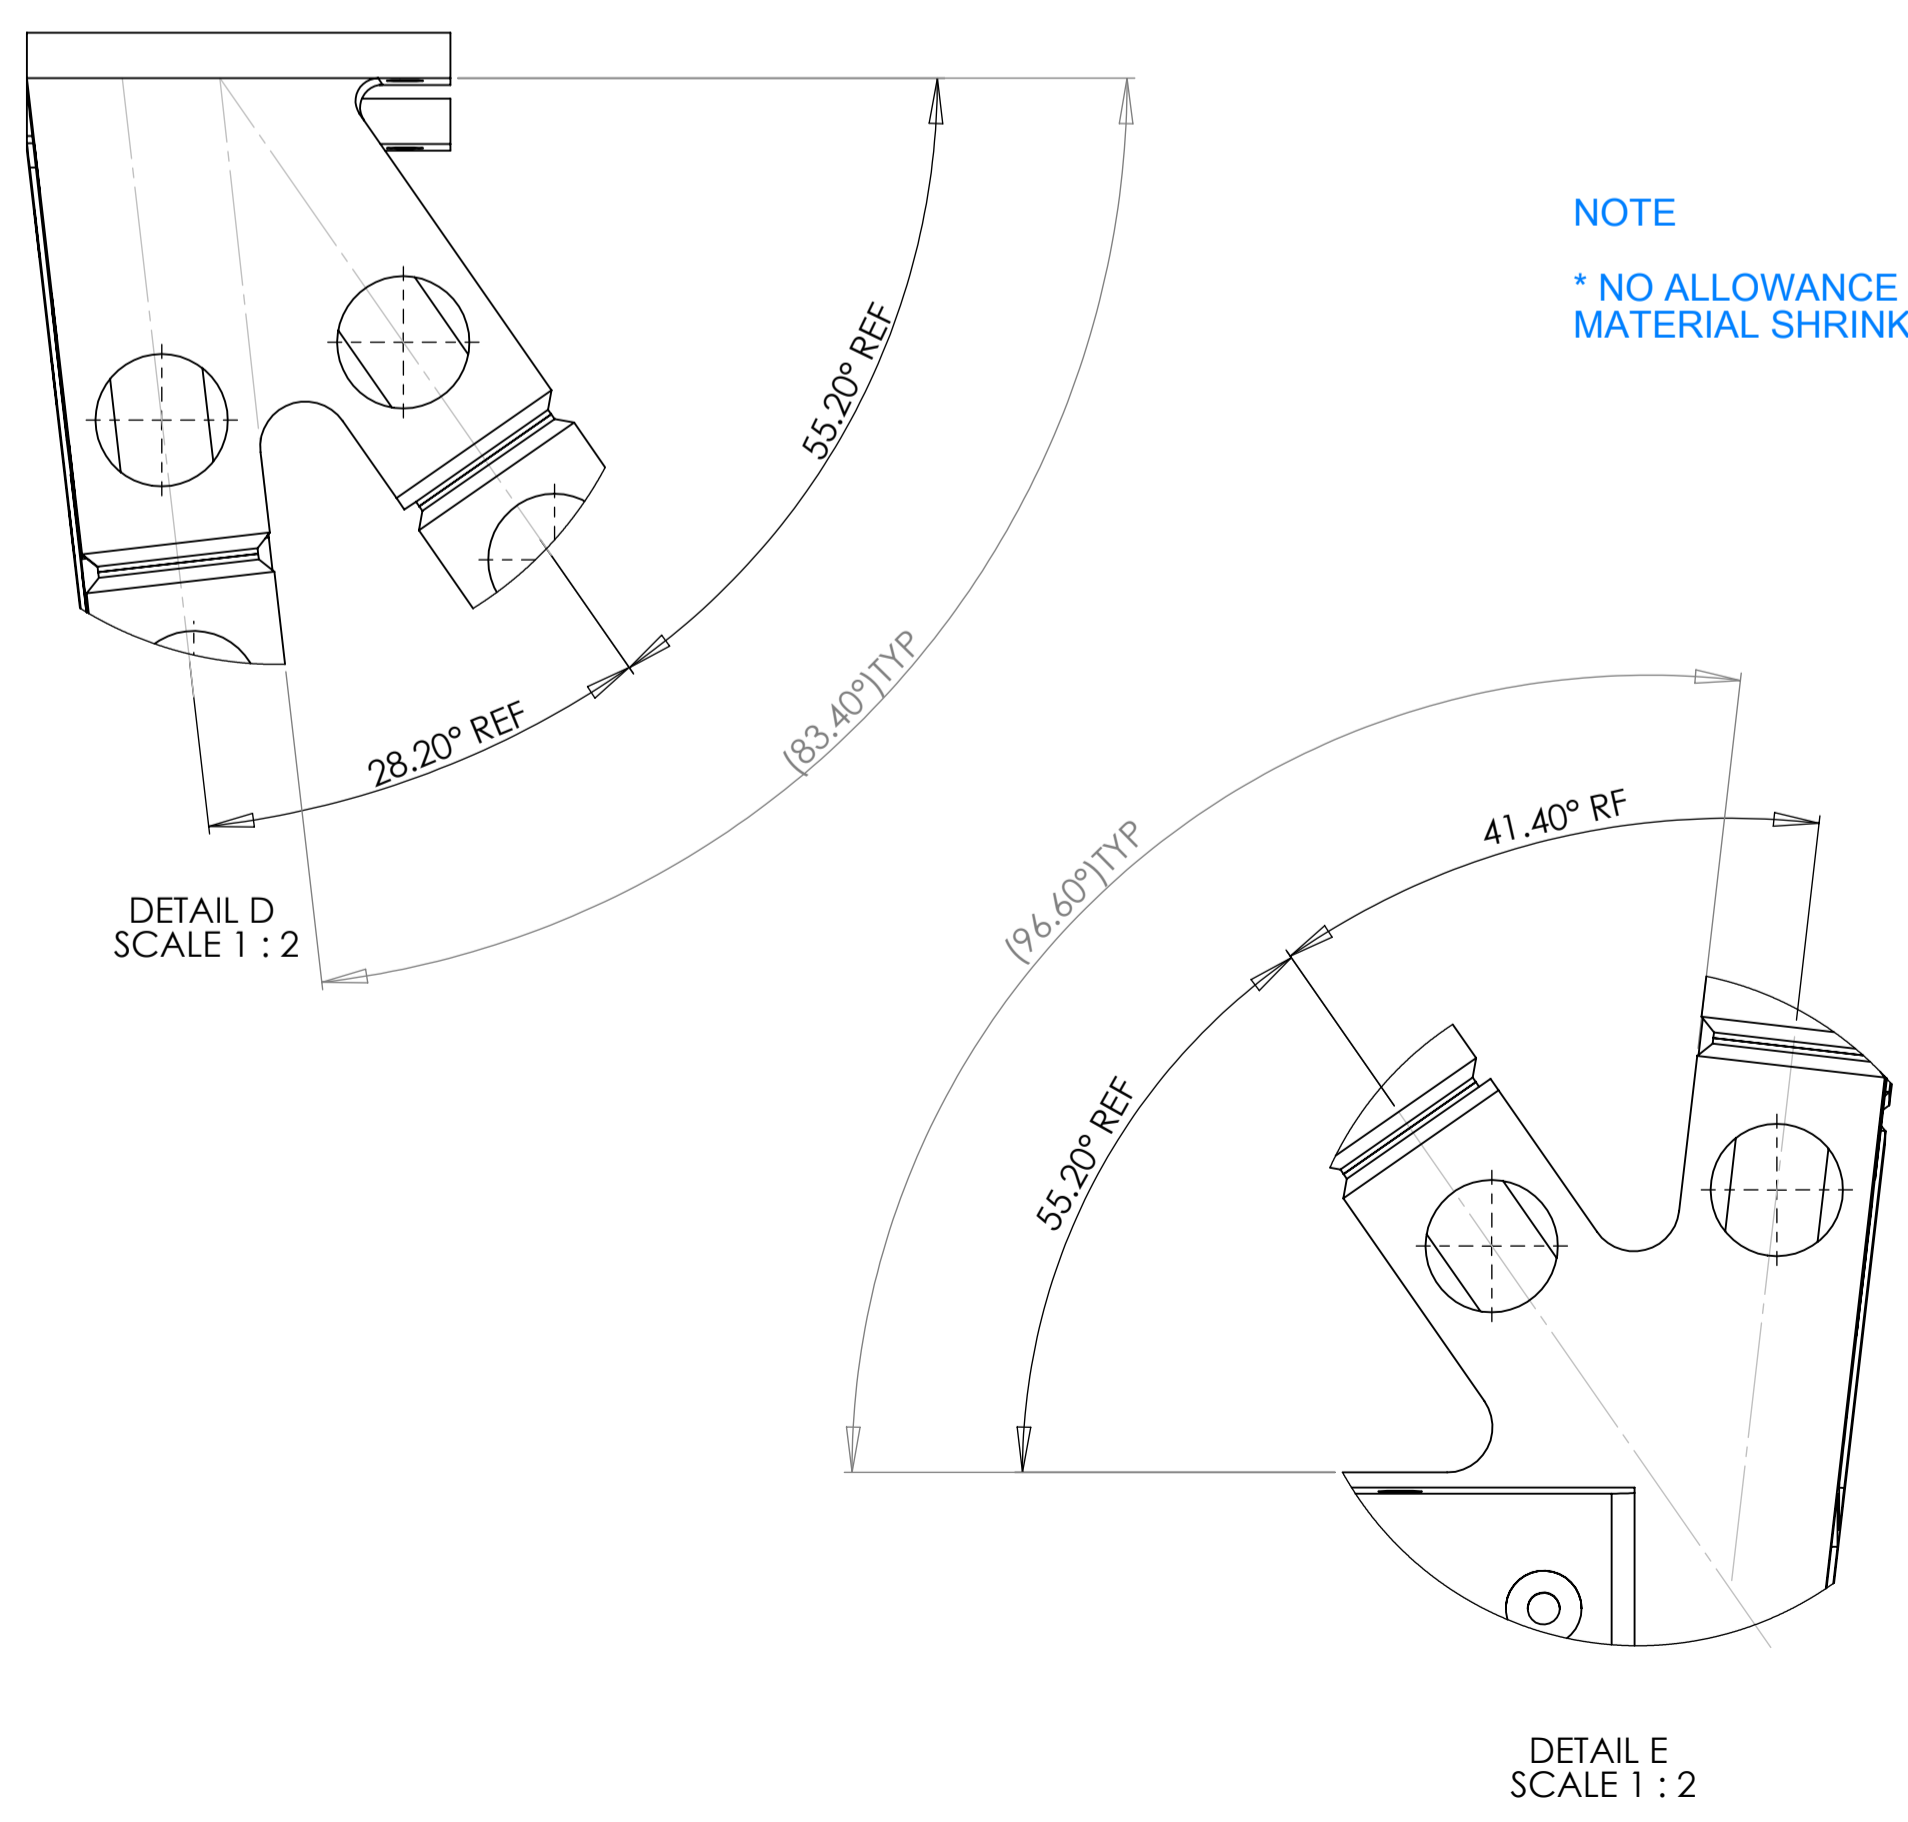 NOTE
* NO ALLOWANCE
MATERIAL SHRINK
55.20° REF
28.20° REF
(83.40°)TYP
DETAIL D
SCALE 1 : 2
(96.60°)TYP
41.40° RF
55.20° REF
DETAIL E
SCALE 1 : 2